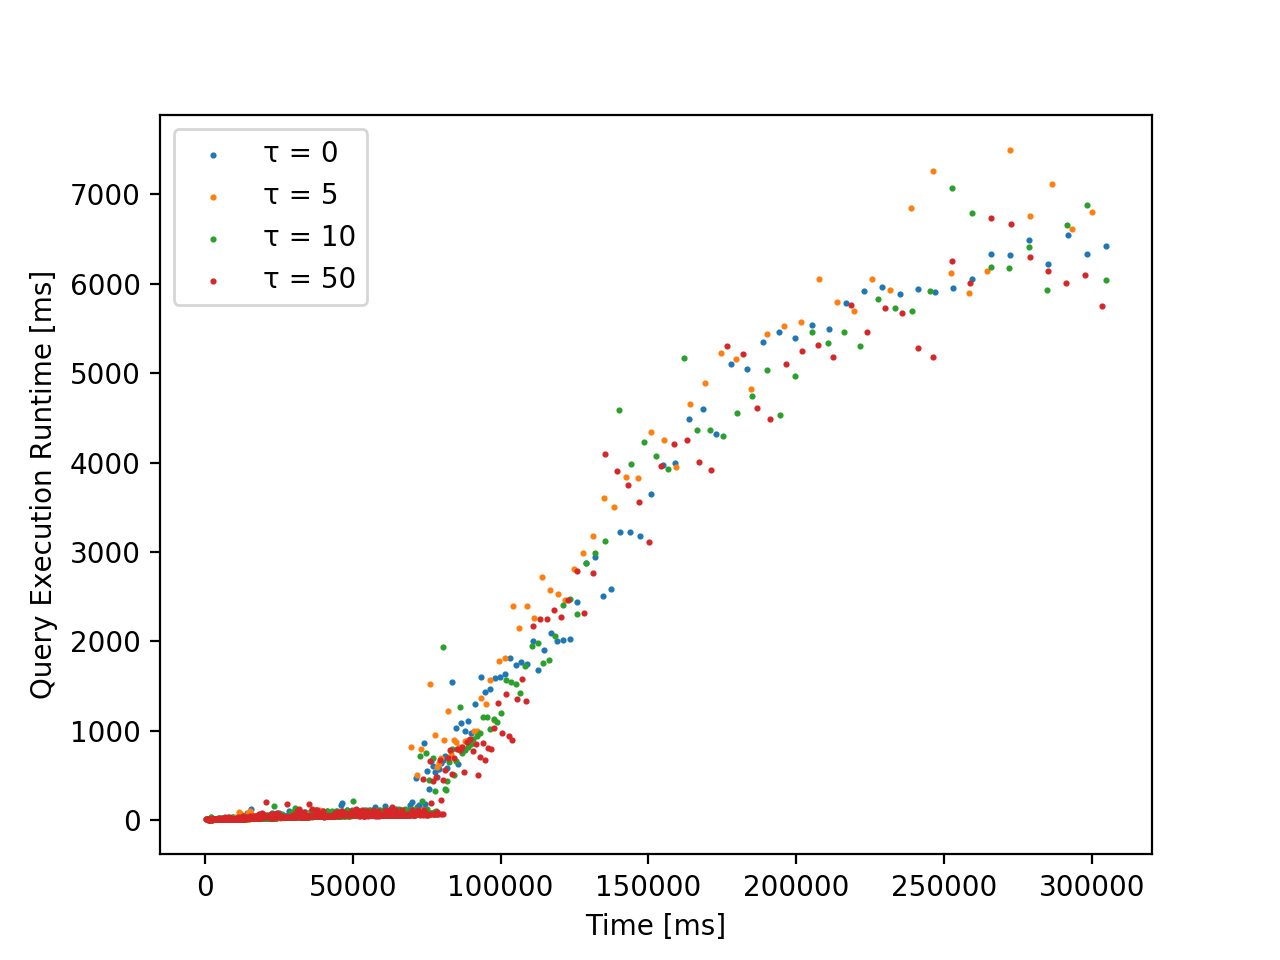 τ = 0
τ = 5
τ = 10
τ = 50
7000
6000
5000
4000
3000
2000
1000
0
Query Execution Runtime [ms]
0 50000 100000 150000 200000 250000 300000
Time [ms]